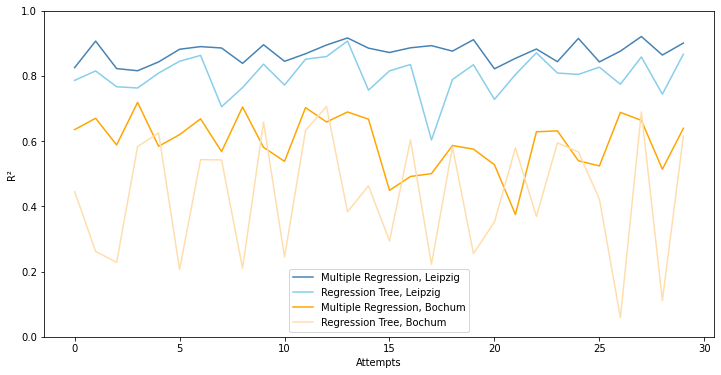 1.0
0.8
0.6
0.4
0.2
0.0
R²
0
5
10
15
20
25
30
Attempts
Multiple Regression, Leipzig
Regression Tree, Leipzig
Multiple Regression, Bochum
Regression Tree, Bochum